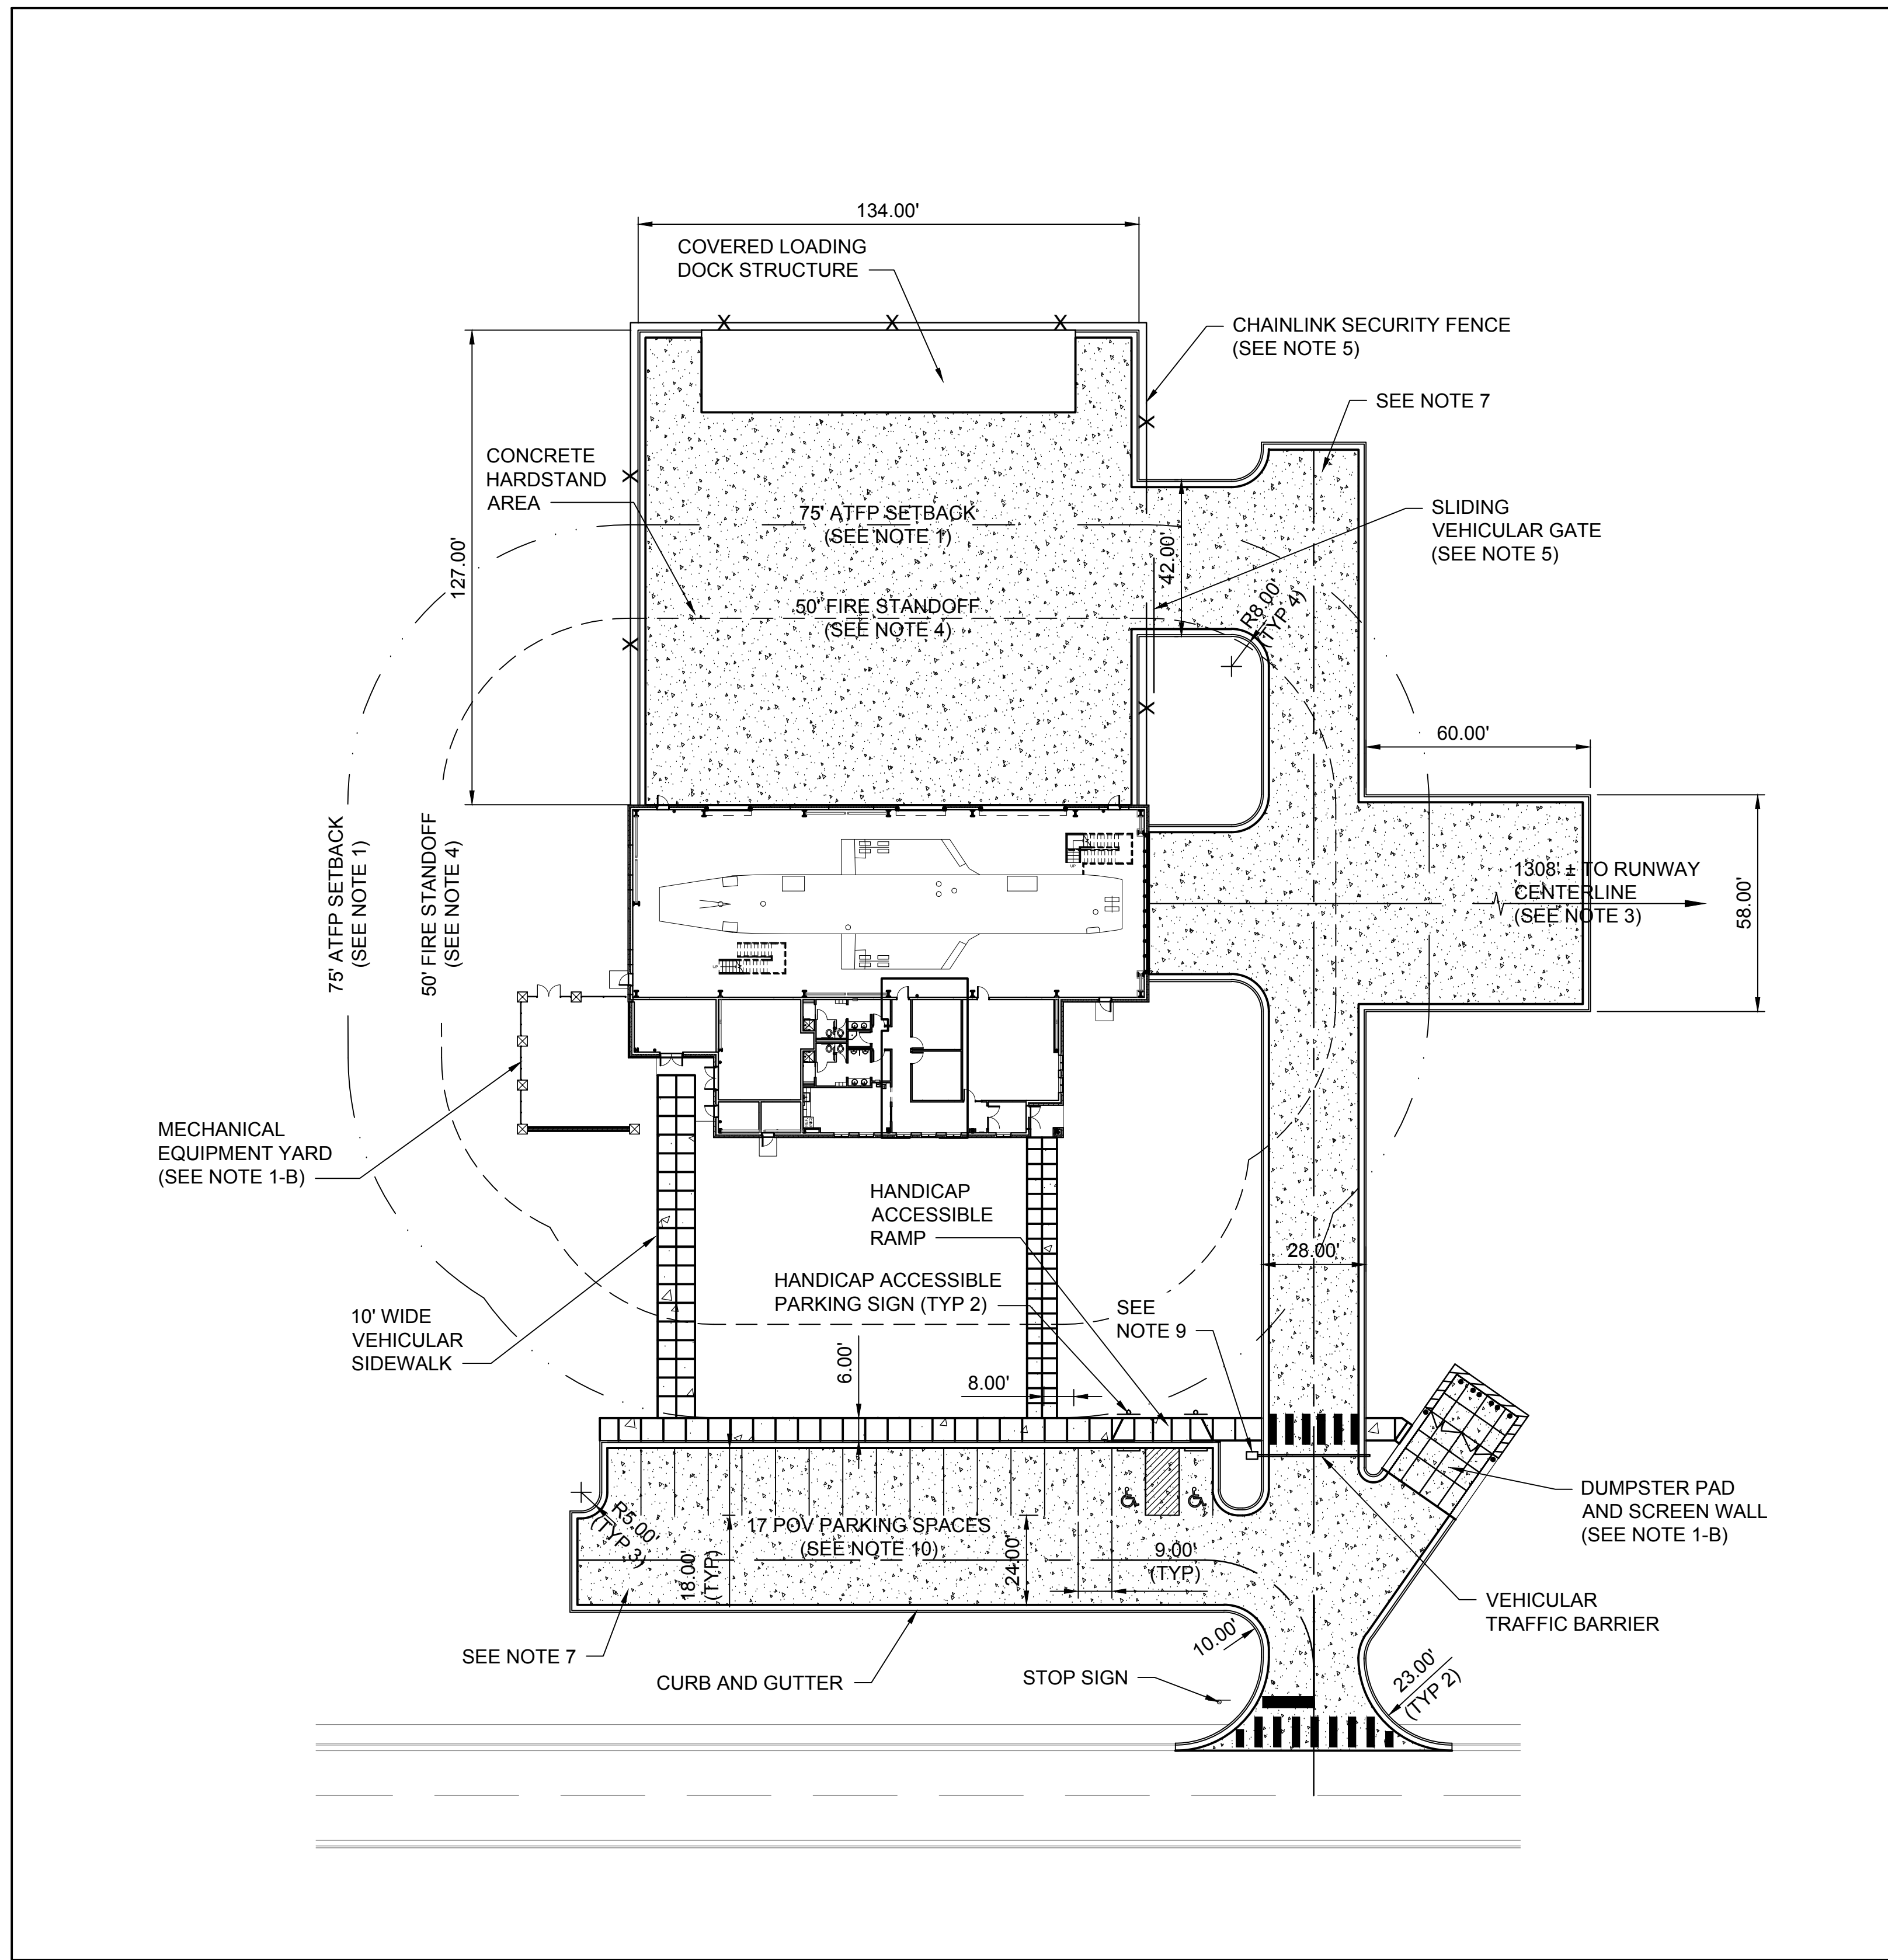 134.00'
COVERED LOADING
DOCK STRUCTURE
CHAINLINK SECURITY FENCE
(SEE NOTE 5)
SEE NOTE 7
CONCRETE
HARDSTAND
AREA
75' ATFP SETBACK
(SEE NOTE 1)
SLIDING
VEHICULAR GATE
(SEE NOTE 5)
127.00'
42.00'
50' FIRE STANDOFF
(SEE NOTE 4)
R8.00'
(TYP 4)
60.00'
75' ATFP SETBACK
(SEE NOTE 1)
50' FIRE STANDOFF
(SEE NOTE 4)
1308' ± TO RUNWAY
CENTERLINE
(SEE NOTE 3)
58.00'
MECHANICAL
EQUIPMENT YARD
(SEE NOTE 1-B)
HANDICAP
ACCESSIBLE
RAMP
28.00'
HANDICAP ACCESSIBLE
PARKING SIGN (TYP 2)
SEE
NOTE 9
10' WIDE
VEHICULAR
SIDEWALK
6.00'
8.00'
DUMPSTER PAD
AND SCREEN WALL
(SEE NOTE 1-B)
R5.00'
(TYP 3)
17 POV PARKING SPACES
(SEE NOTE 10)
18.00'
(TYP)
24.00'
9.00'
(TYP)
VEHICULAR
TRAFFIC BARRIER
SEE NOTE 7
CURB AND GUTTER
10.00'
STOP SIGN
23.00'
(TYP 2)